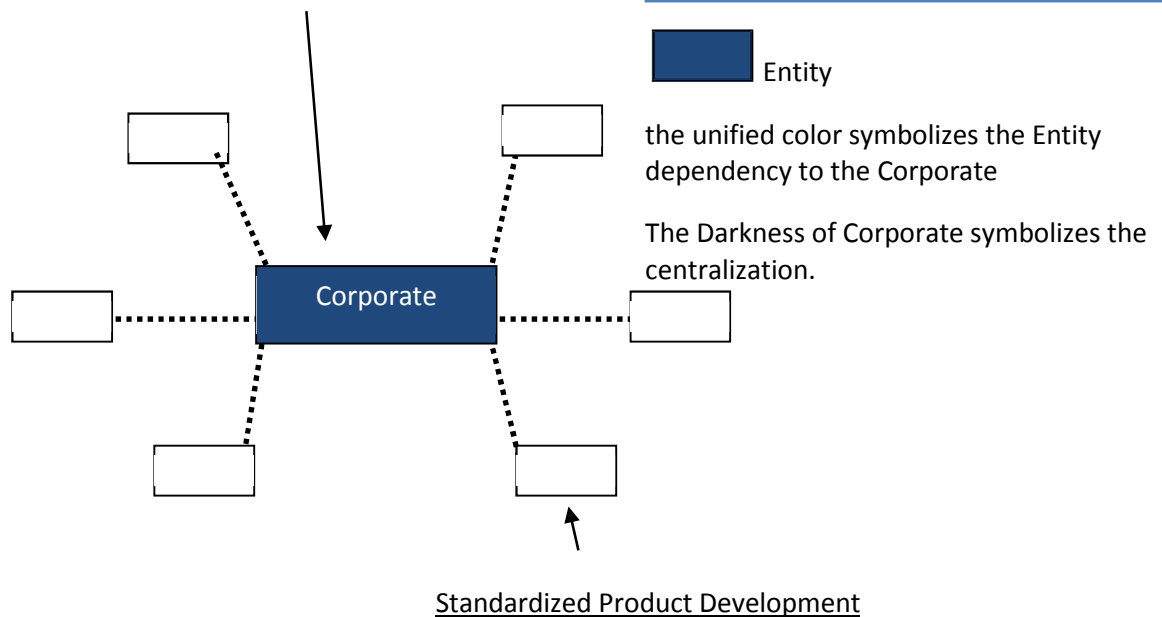 Entity
the unified color symbolizes the Entity
dependency to the Corporate
The Darkness of Corporate symbolizes the
centralization.
Corporate
Standardized Product Development